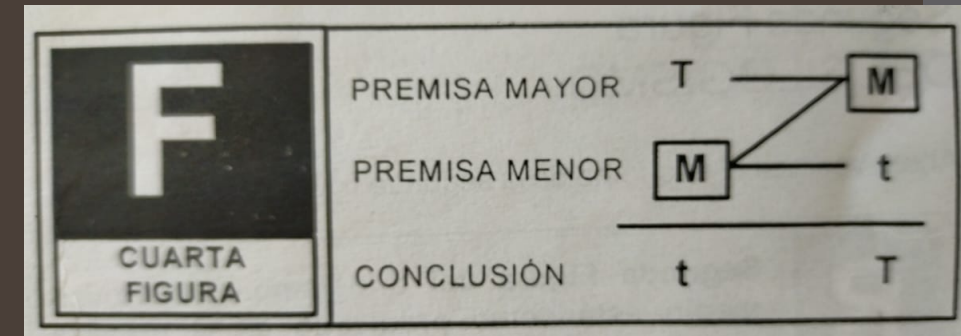 F
CUARTA
FIGURA
PREMISA MAYOR T M
PREMISA MENOR M t
CONCLUSIÓN t T